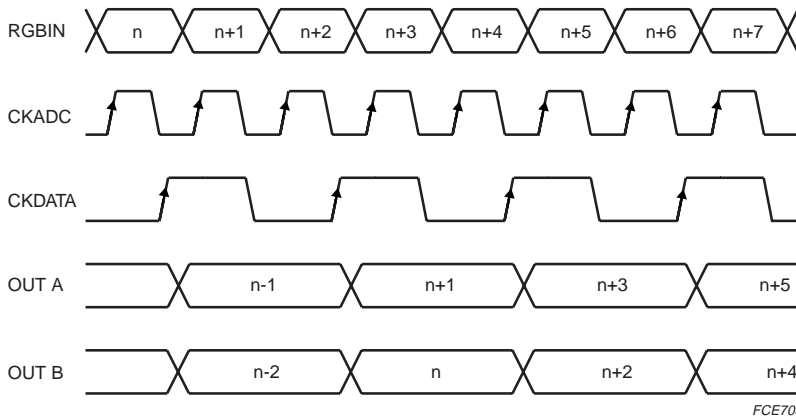 RGBIN n n+1 n+2 n+3 n+4 n+5 n+6 n+7
CKADC
CKDATA
OUT A n-1 n+1 n+3 n+5
OUT B n-2 n n+2 n+4
FCE70